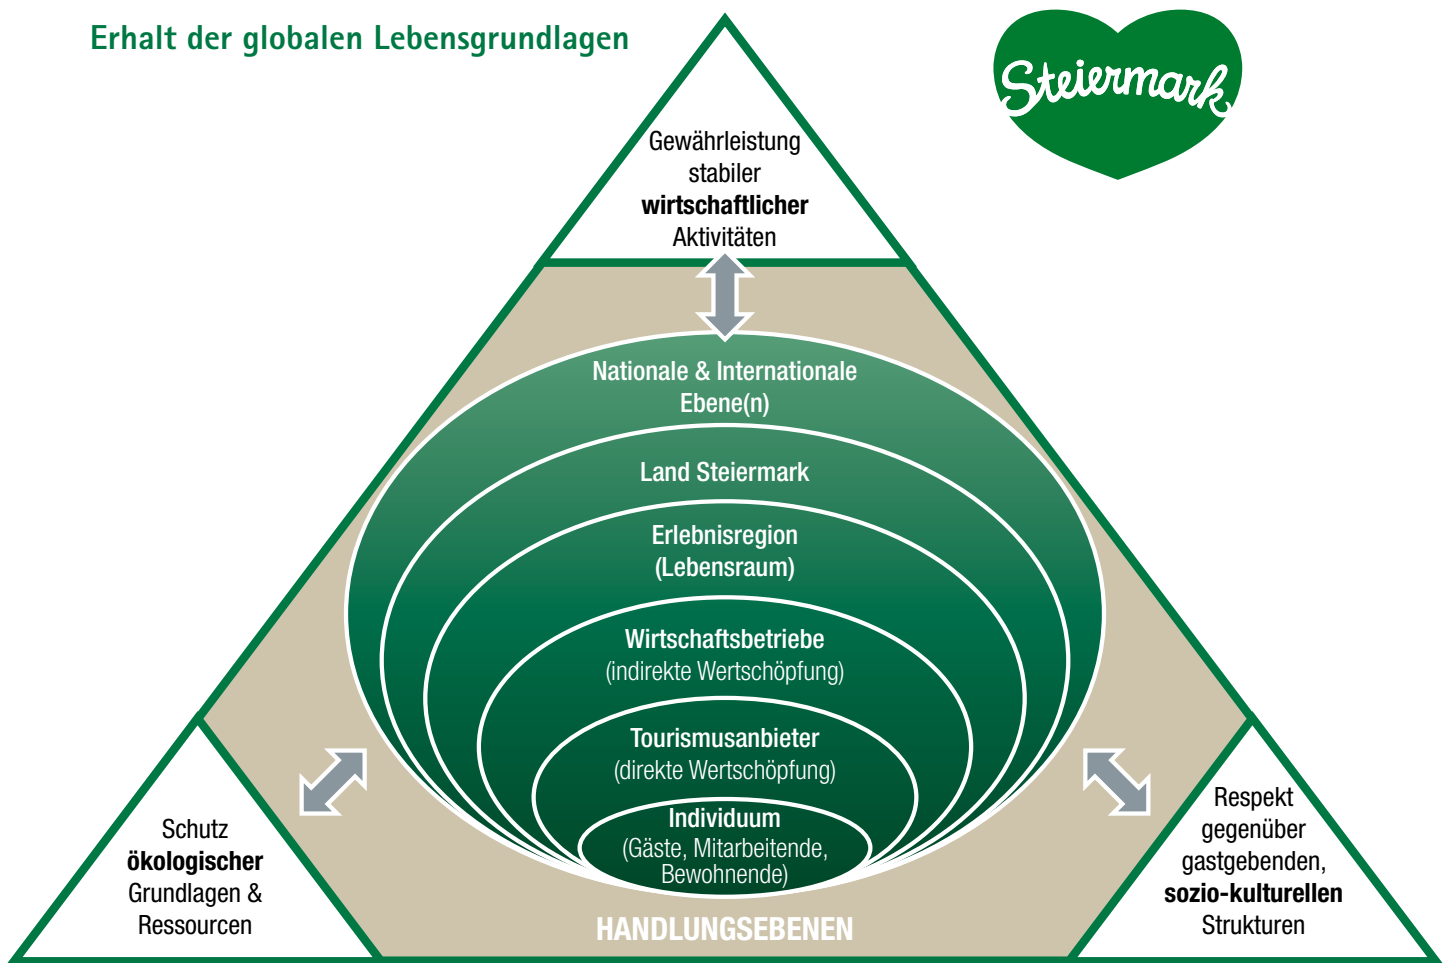 Erhalt der globalen Lebensgrundlagen
Steiermark
Gewährleistung
stabiler
wirtschaftlicher
Aktivitäten
Nationale & Internationale
Ebene(n)
Land Steiermark
Erlebnisregion
(Lebensraum)
Wirtschaftsbetriebe
(indirekte Wertschöpfung)
Tourismusanbieter
(direkte Wertschöpfung)
Individuum
(Gäste, Mitarbeitende,
Bewohnende)
Schutz
ökologischer
Grundlagen &
Ressourcen
Respekt
gegenüber
gastgebenden,
sozio-kulturellen
Strukturen
HANDLUNGSEBENEN